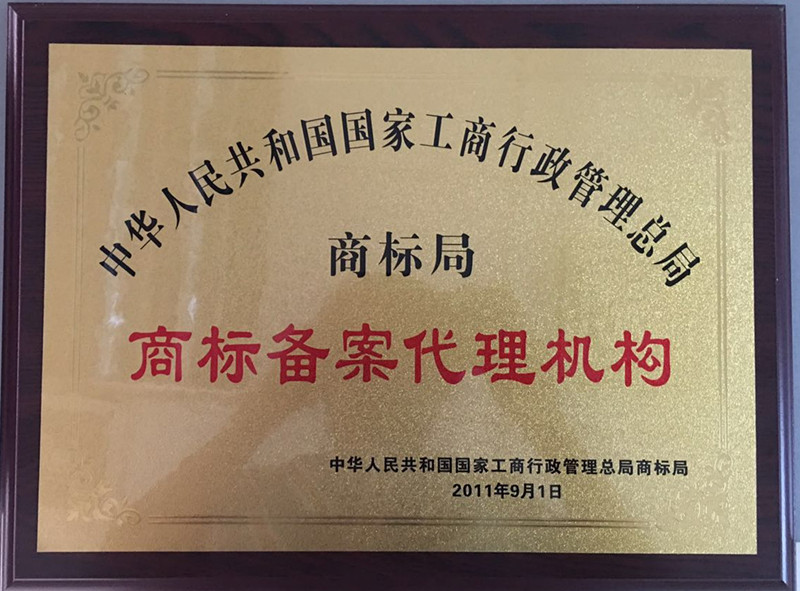 中华人民共和国国家工商行政管理总局
商标局
商标备案代理机构
中华人民共和国国家工商行政管理总局商标局
2011年9月1日